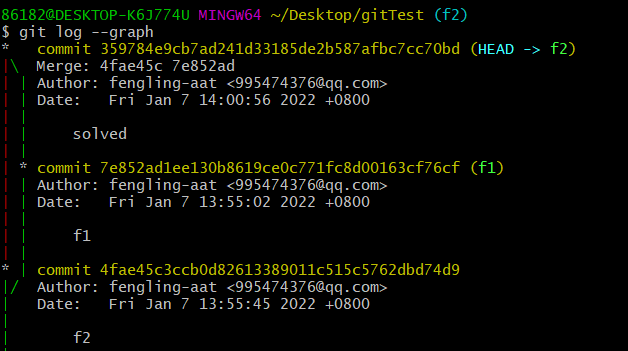 86182@DESKTOP-K6J774U MINGW64 ~/Desktop/gitTest (f2)
$ git log --graph
*   commit 359784e9cb7ad241d33185de2b587afbc7cc70bd (HEAD -> f2)
|\  Merge: 4fae45c 7e852ad
| | Author: fengling-aat <995474376@qq.com>
| | Date:   Fri Jan 7 14:00:56 2022 +0800
| |
| |     solved
| |
| * commit 7e852ad1ee130b8619ce0c771fc8d00163cf76cf (f1)
| | Author: fengling-aat <995474376@qq.com>
| | Date:   Fri Jan 7 13:55:02 2022 +0800
| |
| |     f1
| |
* | commit 4fae45c3ccb0d82613389011c515c5762dbd74d9
|/  Author: fengling-aat <995474376@qq.com>
|   Date:   Fri Jan 7 13:55:45 2022 +0800
|
|       f2